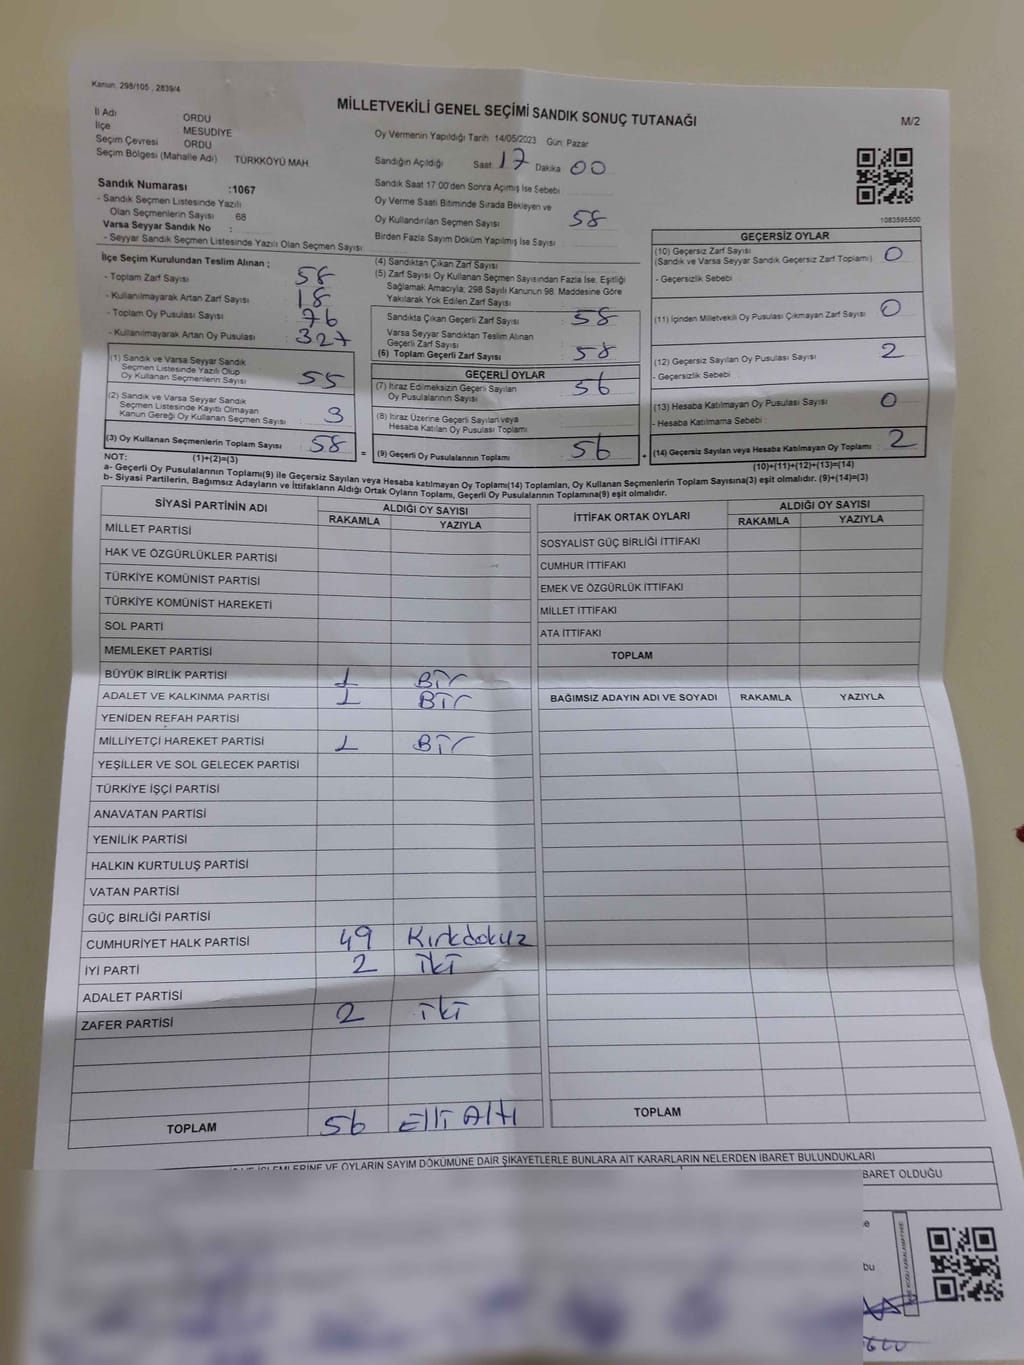 Kanun. 298/105 , 2839/4
MİLLETVEKİLİ GENEL SEÇİMİ SANDIK SONUÇ TUTANAĞI
M/2
İl Adı ORDU
İlçe MESUDİYE
Seçim Çevresi ORDU
Seçim Bölgesi (Mahalle Adı) TÜRKKÖYÜ MAH
Sandık Numarası :1067
- Sandık Seçmen Listesinde Yazılı
Olan Seçmenlerin Sayısı 68
Varsa Seyyar Sandık No :
- Seyyar Sandık Seçmen Listesinde Yazılı Olan Seçmen Sayısı
Oy Vermenin Yapıldığı Tarih 14/05/2023 Gün Pazar
Sandığın Açıldığı Saat 17 Dakika 00
Sandık Saat 17.00'den Sonra Açımış İse Sebebi
Oy Verme Saati Bitiminde Sırada Bekleyen ve
Oy Kullandırılan Seçmen Sayısı 58
Birden Fazla Sayım Döküm Yapılmış İse Sayısı
1083595500
İlçe Seçim Kurulundan Teslim Alınan ;
- Toplam Zarf Sayısı 58
- Kullanılmayarak Artan Zarf Sayısı 18
- Toplam Oy Pusulası Sayısı 76
- Kullanılmayarak Artan Oy Pusulası 327
(1) Sandık ve Varsa Seyyar Sandık
Seçmen Listesinde Yazılı Olup
Oy Kullanan Seçmenlerin Sayısı 55
(2) Sandık ve Varsa Seyyar Sandık
Seçmen Listesinde Kayıtlı Olmayan
Kanun Gereği Oy Kullanan Seçmen Sayısı 3
(3) Oy Kullanan Seçmenlerin Toplam Sayısı 58
(4) Sandıktan Çıkan Zarf Sayısı
(5) Zarf Sayısı Oy Kullanan Seçmen Sayısından Fazla İse, Eşitliği
Sağlamak Amacıyla; 298 Sayılı Kanunun 98. Maddesine Göre
Yakılarak Yok Edilen Zarf Sayısı
Sandıkta Çıkan Geçerli Zarf Sayısı 58
Varsa Seyyar Sandıktan Teslim Alınan
Geçerli Zarf Sayısı
(6) Toplam Geçerli Zarf Sayısı 58
GEÇERLİ OYLAR
(7) İtiraz Edilmeksizin Geçerli Sayılan
Oy Pusulalarının Sayısı 56
(8) İtiraz Üzerine Geçerli Sayılan veya
Hesaba Katılan Oy Pusulası Toplamı
= (9) Geçerli Oy Pusulalarının Toplamı 56
GEÇERSİZ OYLAR
(10) Geçersiz Zarf Sayısı
(Sandık ve Varsa Seyyar Sandık Geçersiz Zarf Toplamı) 0
- Geçersizlik Sebebi
(11) İçinden Milletvekili Oy Pusulası Çıkmayan Zarf Sayısı 0
(12) Geçersiz Sayılan Oy Pusulası Sayısı 2
- Geçersizlik Sebebi
(13) Hesaba Katılmayan Oy Pusulası Sayısı 0
- Hesaba Katılmama Sebebi
+ (14) Geçersiz Sayılan veya Hesaba Katılmayan Oy Toplamı 2
NOT: (1)+(2)=(3)
(10)+(11)+(12)+(13)=(14)
a- Geçerli Oy Pusulalarının Toplamı(9) ile Geçersiz Sayılan veya Hesaba katılmayan Oy Toplamı(14) Toplamları, Oy Kullanan Seçmenlerin Toplam Sayısına(3) eşit olmalıdır. (9)+(14)=(3)
b- Siyasi Partilerin, Bağımsız Adayların ve İttifakların Aldığı Ortak Oyların Toplamı, Geçerli Oy Pusulalarının Toplamına(9) eşit olmalıdır.
SİYASİ PARTİNİN ADI ALDIĞI OY SAYISI
RAKAMLA YAZIYLA
MİLLET PARTİSİ
HAK VE ÖZGÜRLÜKLER PARTİSİ
TÜRKİYE KOMÜNİST PARTİSİ
TÜRKİYE KOMÜNİST HAREKETİ
SOL PARTİ
MEMLEKET PARTİSİ
BÜYÜK BİRLİK PARTİSİ 1 Bir
ADALET VE KALKINMA PARTİSİ 1 Bir
YENİDEN REFAH PARTİSİ
MİLLİYETÇİ HAREKET PARTİSİ 1 Bir
YEŞİLLER VE SOL GELECEK PARTİSİ
TÜRKİYE İŞÇİ PARTİSİ
ANAVATAN PARTİSİ
YENİLİK PARTİSİ
HALKIN KURTULUŞ PARTİSİ
VATAN PARTİSİ
GÜÇ BİRLİĞİ PARTİSİ
CUMHURİYET HALK PARTİSİ 49 Kırkdokuz
İYİ PARTİ 2 iki
ADALET PARTİSİ
ZAFER PARTİSİ 2 iki
TOPLAM 56 Elli Altı
İTTİFAK ORTAK OYLARI ALDIĞI OY SAYISI
RAKAMLA YAZIYLA
SOSYALİST GÜÇ BİRLİĞİ İTTİFAKI
CUMHUR İTTİFAKI
EMEK VE ÖZGÜRLÜK İTTİFAKI
MİLLET İTTİFAKI
ATA İTTİFAKI
TOPLAM
BAĞIMSIZ ADAYIN ADI VE SOYADI RAKAMLA YAZIYLA
TOPLAM
İŞLEMLERİNE VE OYLARIN SAYIM DÖKÜMÜNE DAİR ŞİKAYETLERLE BUNLARA AİT KARARLARIN NELERDEN İBARET BULUNDUKLARI
İBARET OLDUĞU